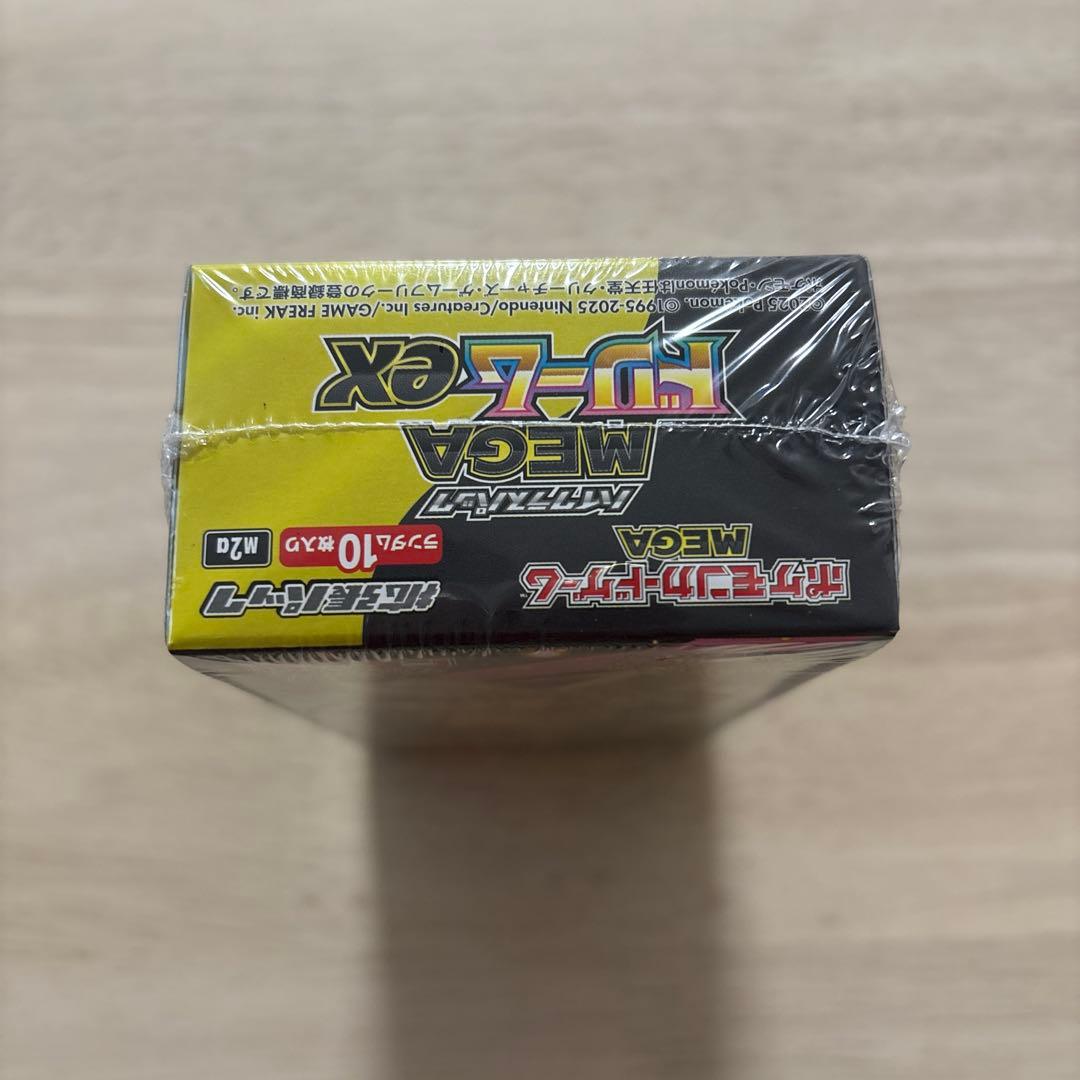 ポケモンカードゲーム
MEGA
拡張パック
ランダム10枚入り
M2a
ハイクラスパック
MEGA
ドリームex
©2025 Pokémon. ©1995-2025 Nintendo/Creatures Inc./GAME FREAK inc.
ポケモン・Pokémonは任天堂・クリーチャーズ・ゲームフリークの登録商標です。